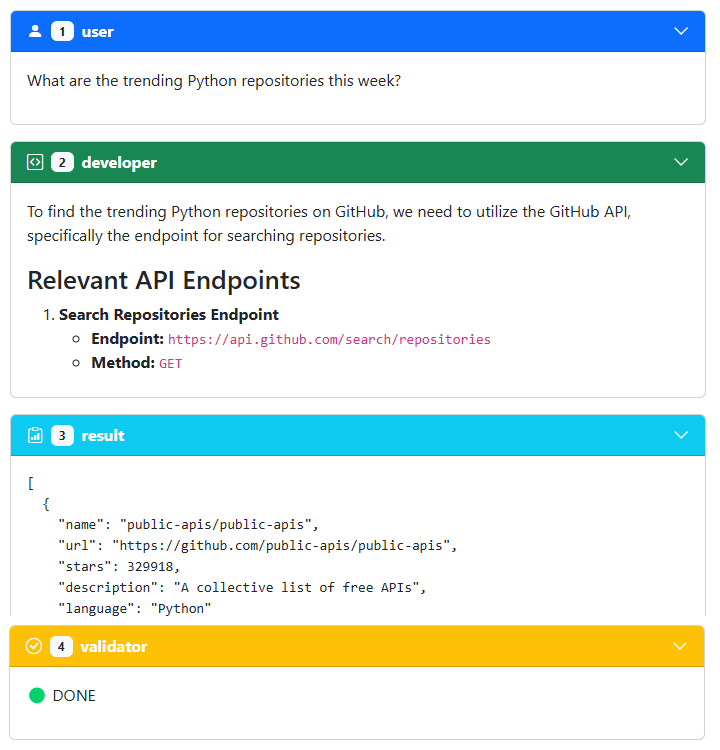 1 user
What are the trending Python repositories this week?
2 developer
To find the trending Python repositories on GitHub, we need to utilize the GitHub API,
specifically the endpoint for searching repositories.
Relevant API Endpoints
1. Search Repositories Endpoint
Endpoint: https://api.github.com/search/repositories
Method: GET
3 result
[
{
"name": "public-apis/public-apis",
"url": "https://github.com/public-apis/public-apis",
"stars": 329918,
"description": "A collective list of free APIs",
"language": "Python"
4 validator
DONE